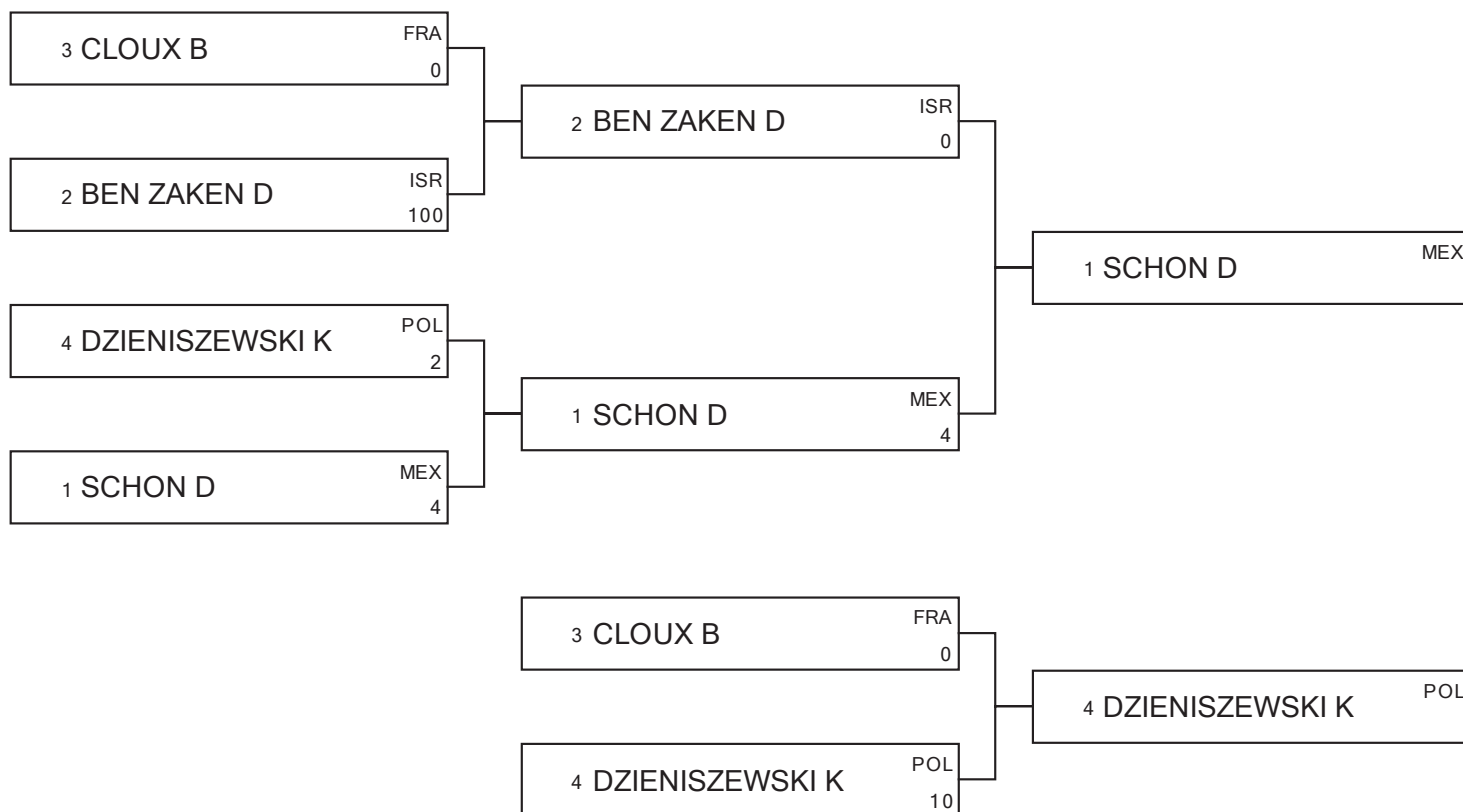 3 CLOUX B FRA
0
2 BEN ZAKEN D ISR
100
4 DZIENISZEWSKI K POL
2
1 SCHON D MEX
4
2 BEN ZAKEN D ISR
0
1 SCHON D MEX
4
1 SCHON D MEX
3 CLOUX B FRA
0
4 DZIENISZEWSKI K POL
10
4 DZIENISZEWSKI K POL